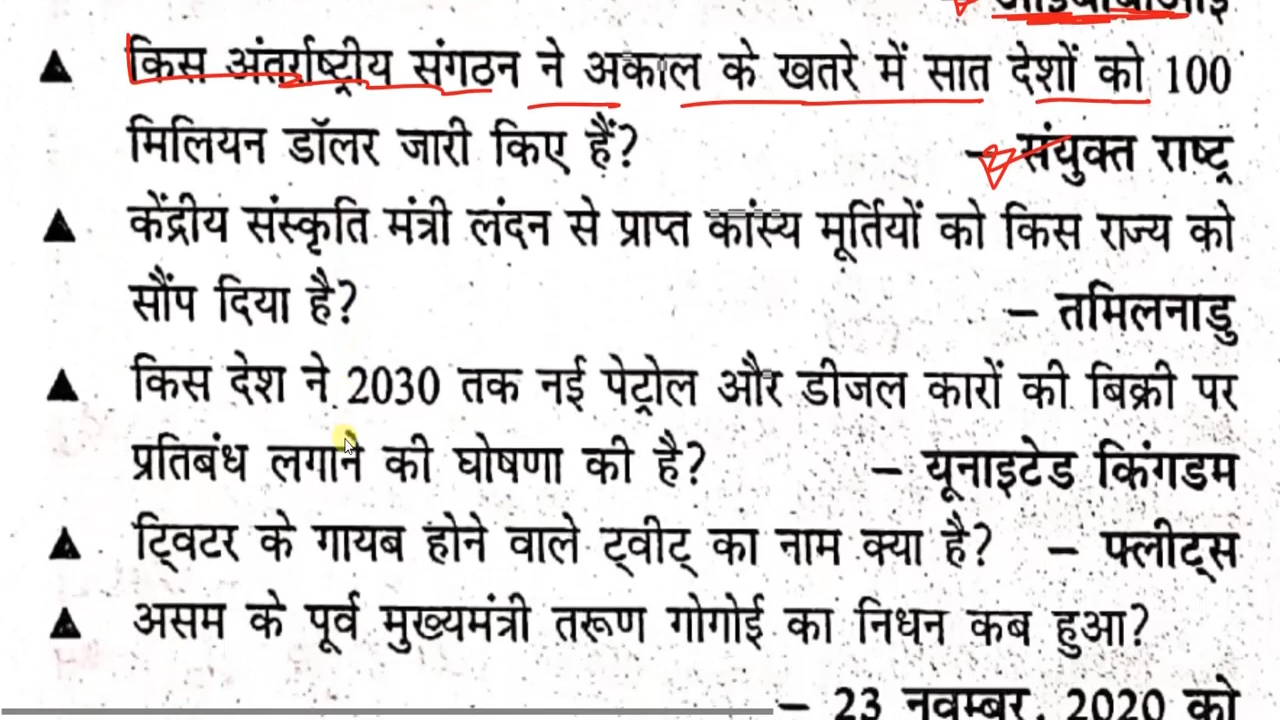 ▲ किस अंतर्राष्ट्रीय संगठन ने अकाल के खतरे में सात देशों को 100
मिलियन डॉलर जारी किए हैं? – संयुक्त राष्ट्र
▲ केंद्रीय संस्कृति मंत्री लंदन से प्राप्त कांस्य मूर्तियों को किस राज्य को
सौंप दिया है? – तमिलनाडु
▲ किस देश ने 2030 तक नई पेट्रोल और डीजल कारों की बिक्री पर
प्रतिबंध लगाने की घोषणा की है? – यूनाइटेड किंगडम
▲ ट्विटर के गायब होने वाले ट्वीट् का नाम क्या है? – फ्लीट्स
▲ असम के पूर्व मुख्यमंत्री तरूण गोगोई का निधन कब हुआ?
– 23 नवम्बर, 2020 को